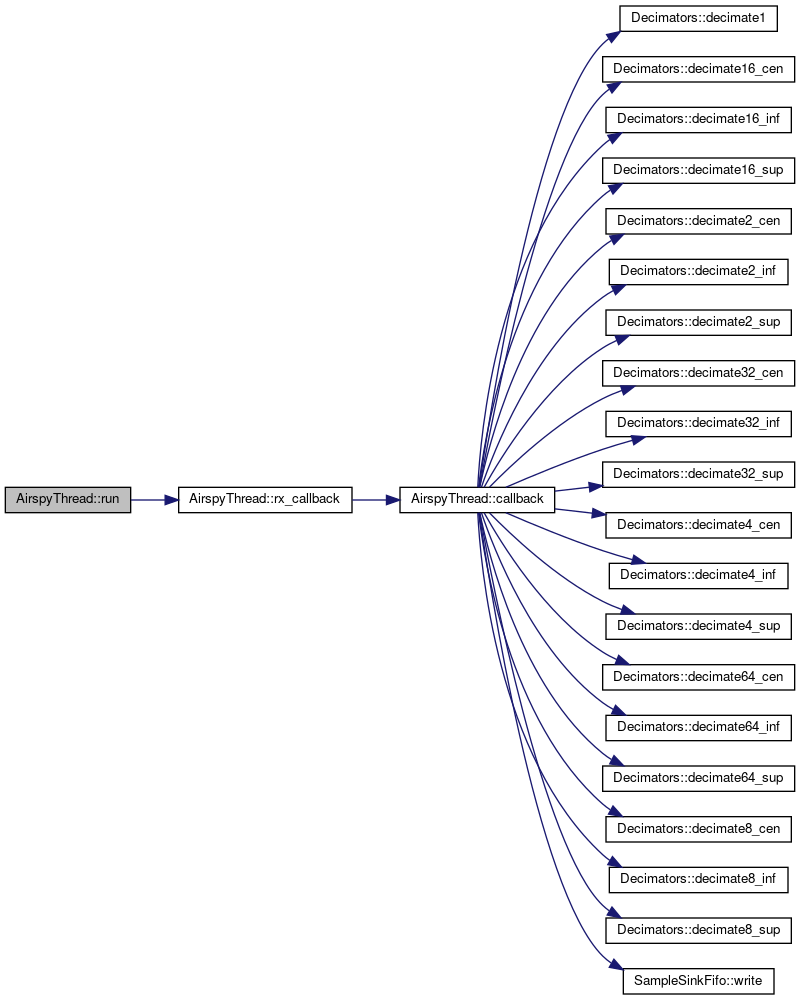 AirspyThread::run
AirspyThread::rx_callback
AirspyThread::callback
Decimators::decimate1
Decimators::decimate16_cen
Decimators::decimate16_inf
Decimators::decimate16_sup
Decimators::decimate2_cen
Decimators::decimate2_inf
Decimators::decimate2_sup
Decimators::decimate32_cen
Decimators::decimate32_inf
Decimators::decimate32_sup
Decimators::decimate4_cen
Decimators::decimate4_inf
Decimators::decimate4_sup
Decimators::decimate64_cen
Decimators::decimate64_inf
Decimators::decimate64_sup
Decimators::decimate8_cen
Decimators::decimate8_inf
Decimators::decimate8_sup
SampleSinkFifo::write